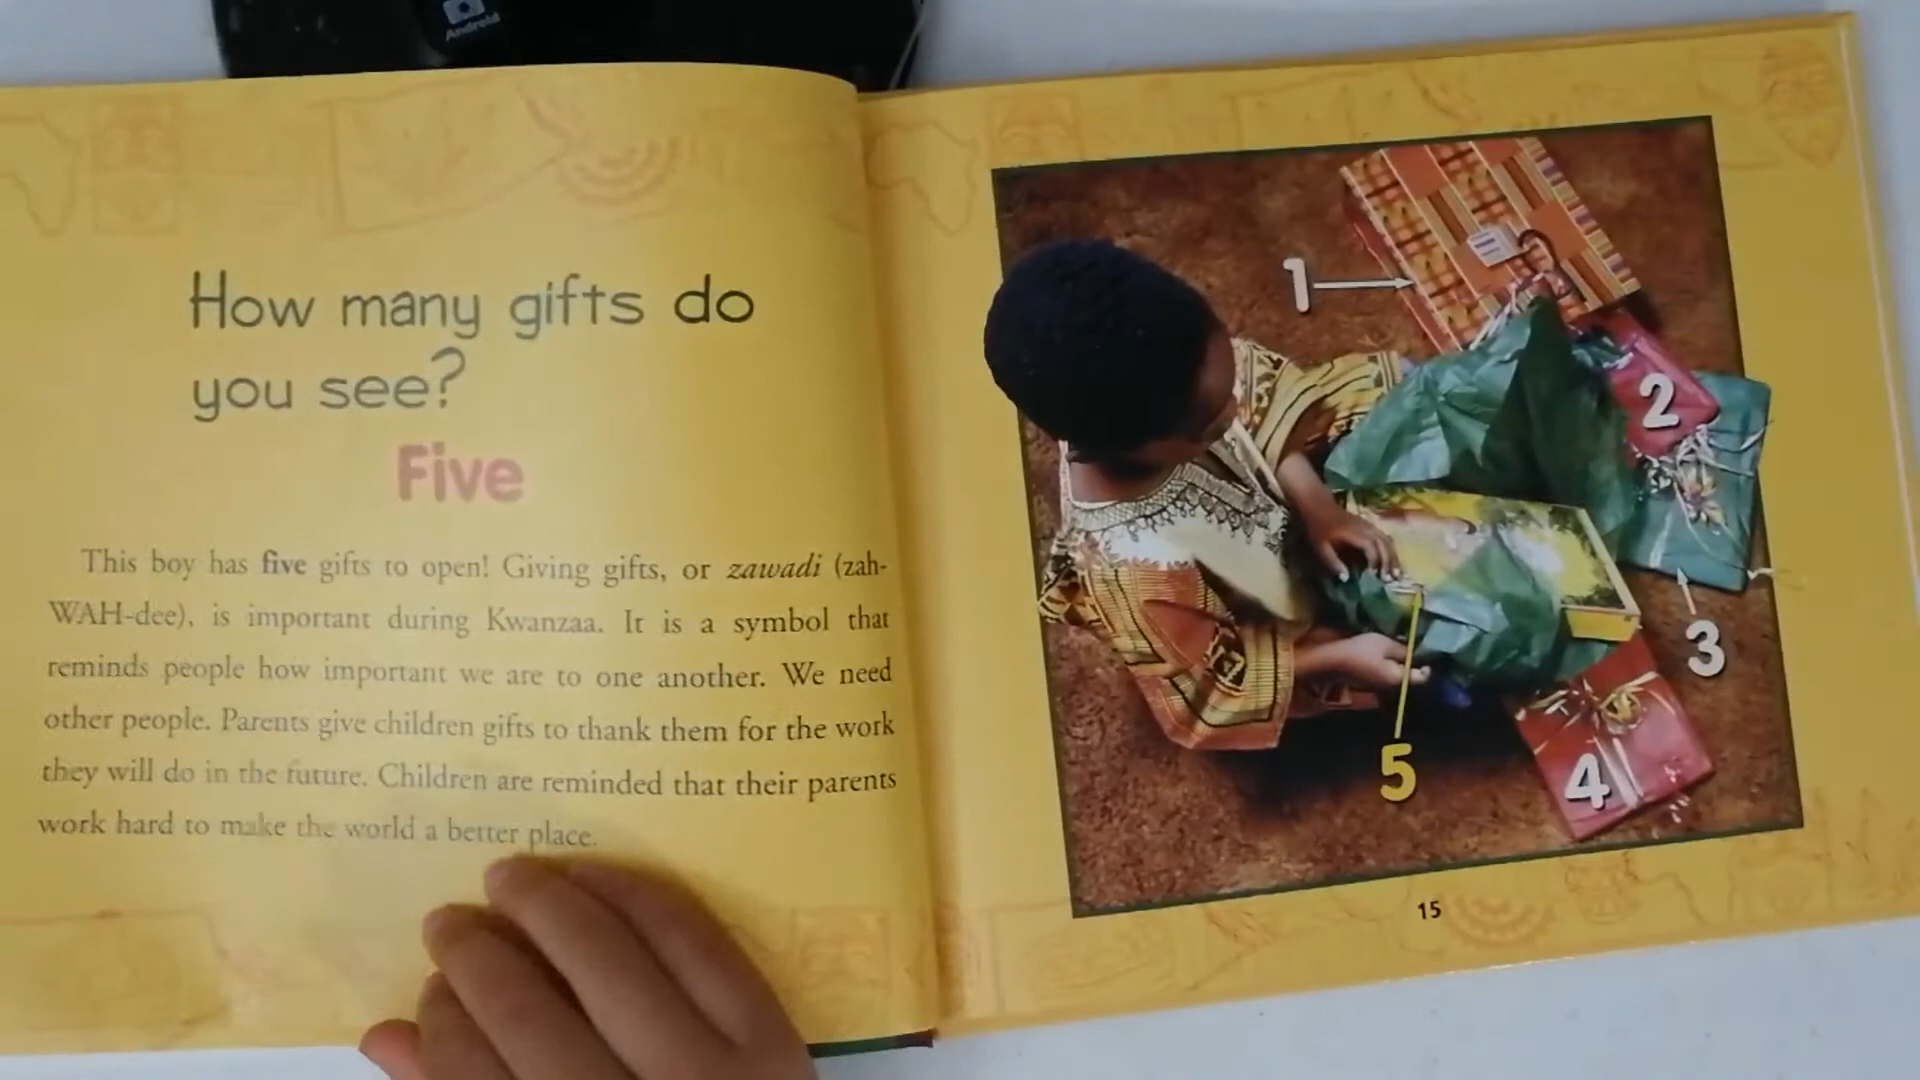 Android
How many gifts do
you see?
Five
This boy has five gifts to open! Giving gifts, or zawadi (zah-
WAH-dee), is important during Kwanzaa. It is a symbol that
reminds people how important we are to one another. We need
other people. Parents give children gifts to thank them for the work
they will do in the future. Children are reminded that their parents
work hard to make the world a better place.
1
2
3
4
5
15